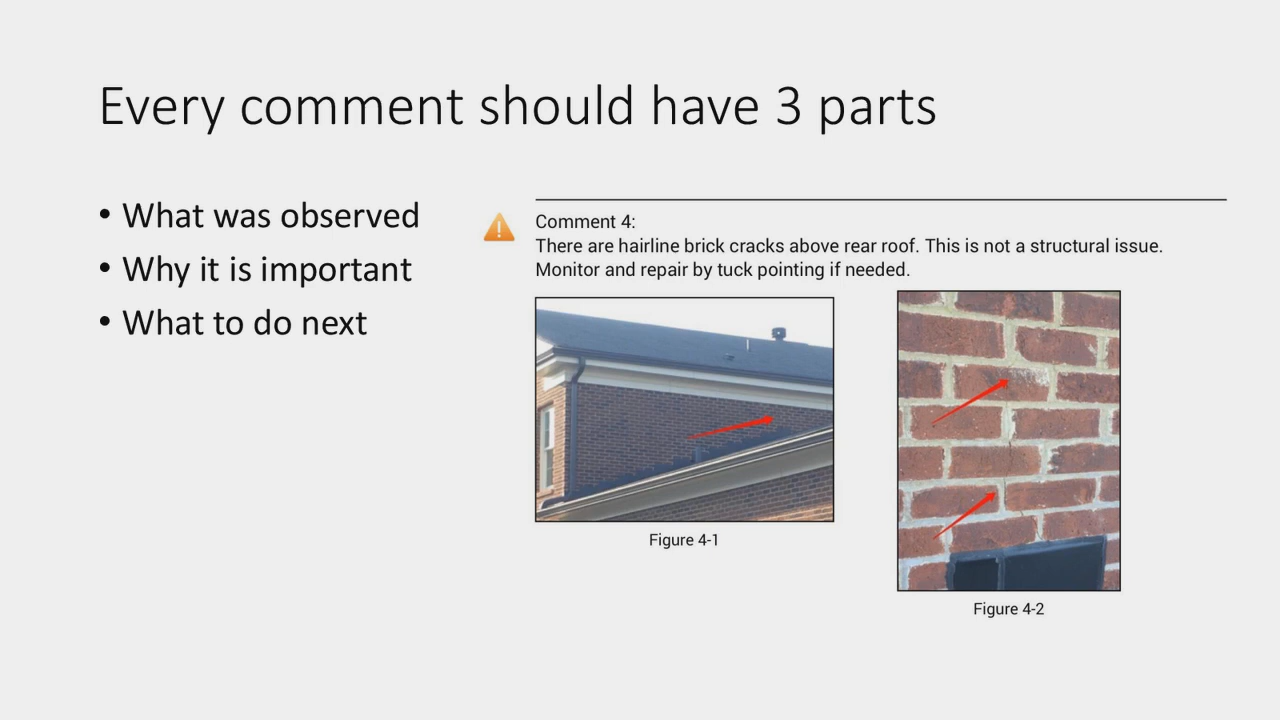 Every comment should have 3 parts
• What was observed
• Why it is important
• What to do next
Comment 4:
There are hairline brick cracks above rear roof. This is not a structural issue.
Monitor and repair by tuck pointing if needed.
Figure 4-1
Figure 4-2